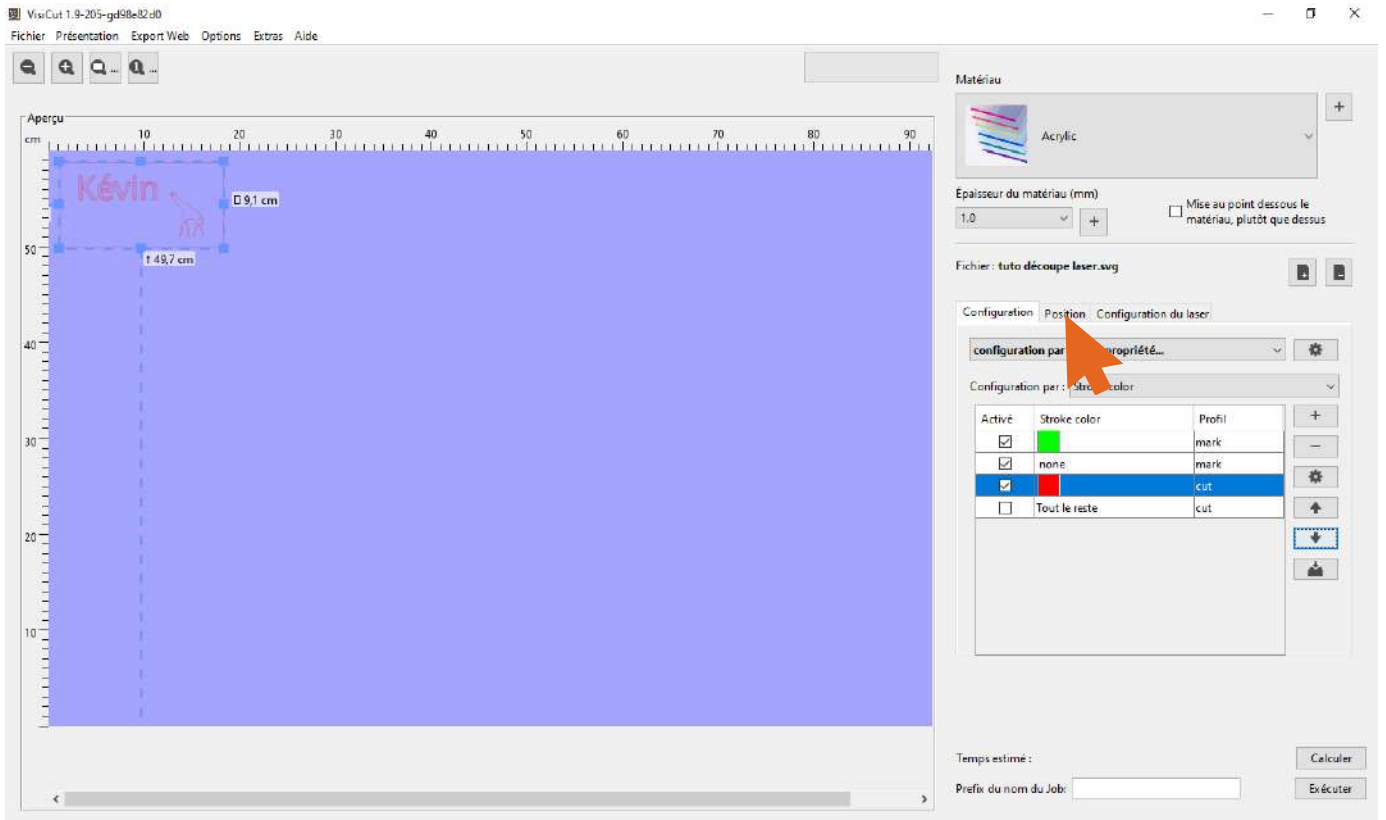 VisiCut 1.9-205-gd98e82d0
Fichier Présentation Export Web Options Extras Aide
... ...
Matériau
Acrylic
Épaisseur du matériau (mm)
1.0
Mise au point dessous le
matériau, plutôt que dessus
Fichier : tuto découpe laser.svg
Configuration Position Configuration du laser
configuration par propriété...
Configuration par : Stroke color
Activé Stroke color Profil
mark
none mark
cut
Tout le reste cut
Temps estimé :
Calculer
Prefix du nom du Job:
Exécuter
Aperçu
cm 10 20 30 40 50 60 70 80 90
Kévin
9,1 cm
50
↑ 49,7 cm
40
30
20
10